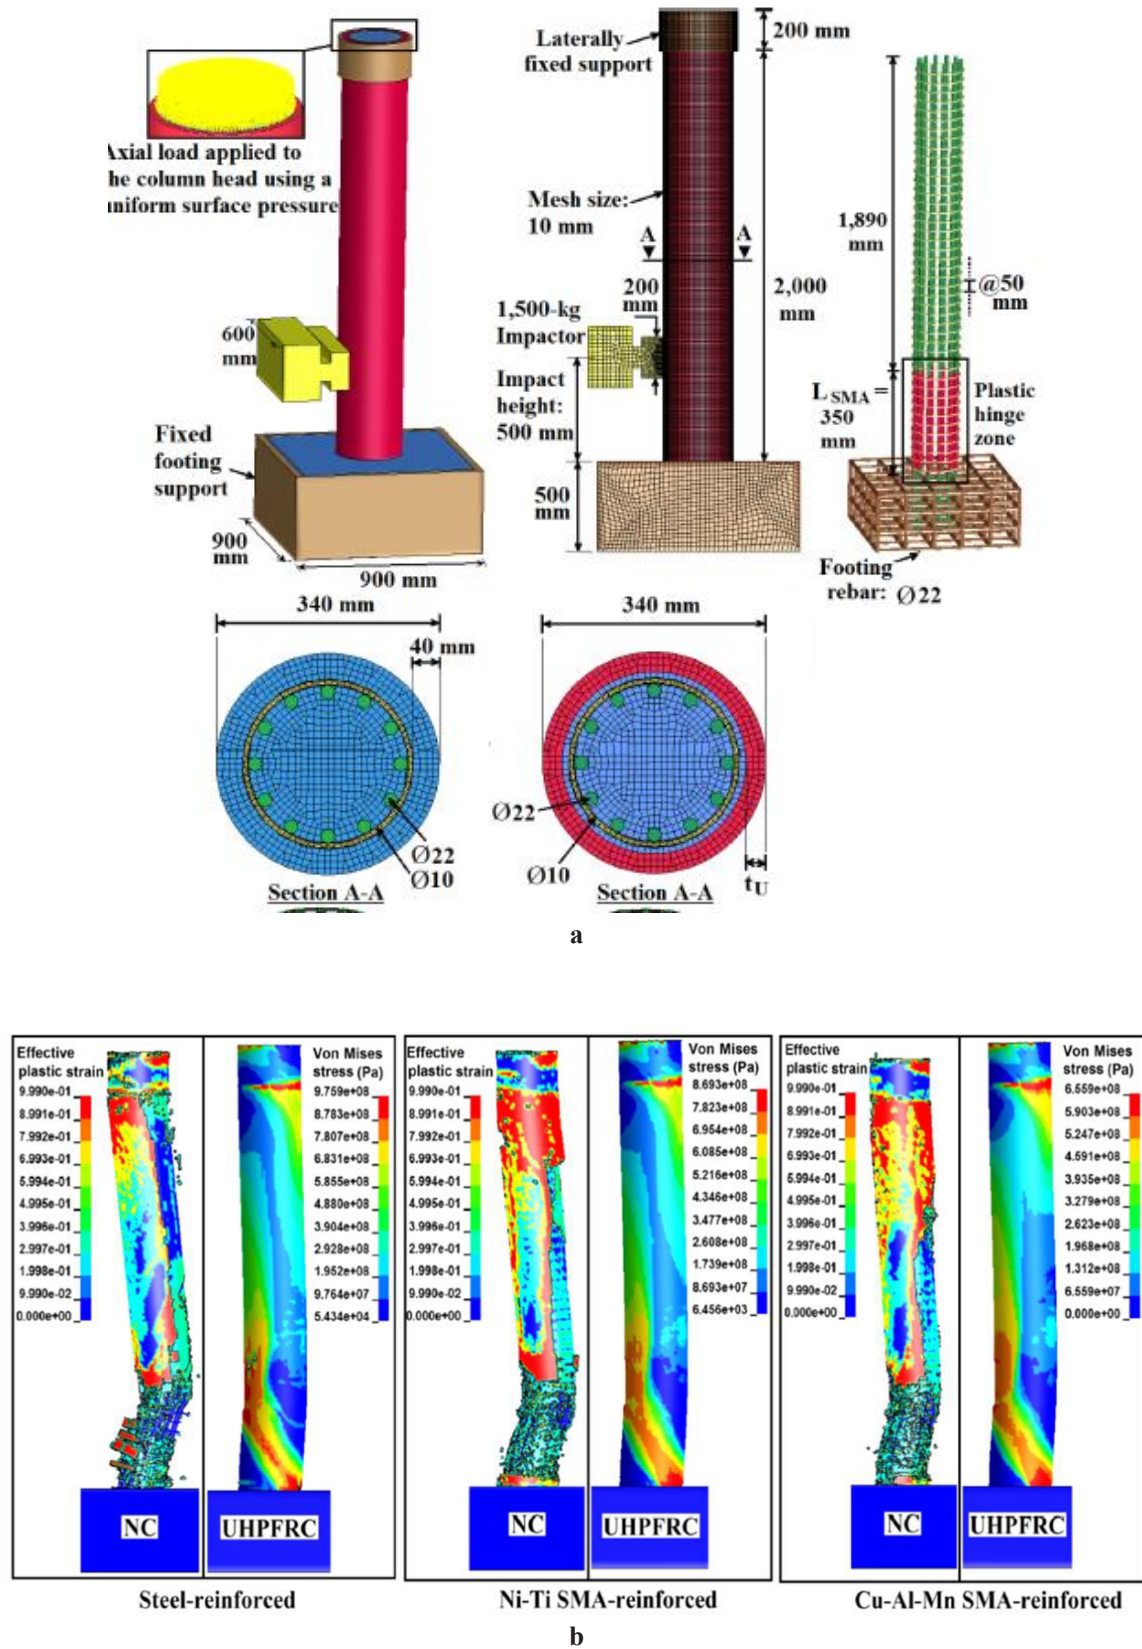 Axial load applied to
the column head using a
uniform surface pressure
600
mm
Fixed
footing
support
900
mm
900 mm
Laterally
fixed support
200 mm
Mesh size:
10 mm
A A
200
mm
2,000
mm
1,500-kg
Impactor
Impact
height:
500 mm
500
mm
1,890
mm
@50
mm
L SMA =
350
mm
Plastic
hinge
zone
Footing
rebar: Ø22
340 mm
40 mm
Ø22
Ø10
Section A-A
340 mm
Ø22
Ø10
tU
Section A-A
a
Effective
plastic strain
9.990e-01
8.991e-01
7.992e-01
6.993e-01
5.994e-01
4.995e-01
3.996e-01
2.997e-01
1.998e-01
9.990e-02
0.000e+00
NC
Von Mises
stress (Pa)
9.759e+08
8.783e+08
7.807e+08
6.831e+08
5.855e+08
4.880e+08
3.904e+08
2.928e+08
1.952e+08
9.764e+07
5.434e+04
UHPFRC
Steel-reinforced
Effective
plastic strain
9.990e-01
8.991e-01
7.992e-01
6.993e-01
5.994e-01
4.995e-01
3.996e-01
2.997e-01
1.998e-01
9.990e-02
0.000e+00
NC
Von Mises
stress (Pa)
8.693e+08
7.823e+08
6.954e+08
6.085e+08
5.216e+08
4.346e+08
3.477e+08
2.608e+08
1.739e+08
8.693e+07
6.456e+03
UHPFRC
Ni-Ti SMA-reinforced
Effective
plastic strain
9.990e-01
8.991e-01
7.992e-01
6.993e-01
5.994e-01
4.995e-01
3.996e-01
2.997e-01
1.998e-01
9.990e-02
0.000e+00
NC
Von Mises
stress (Pa)
6.559e+08
5.903e+08
5.247e+08
4.591e+08
3.935e+08
3.279e+08
2.623e+08
1.968e+08
1.312e+08
6.559e+07
0.000e+00
UHPFRC
Cu-Al-Mn SMA-reinforced
b